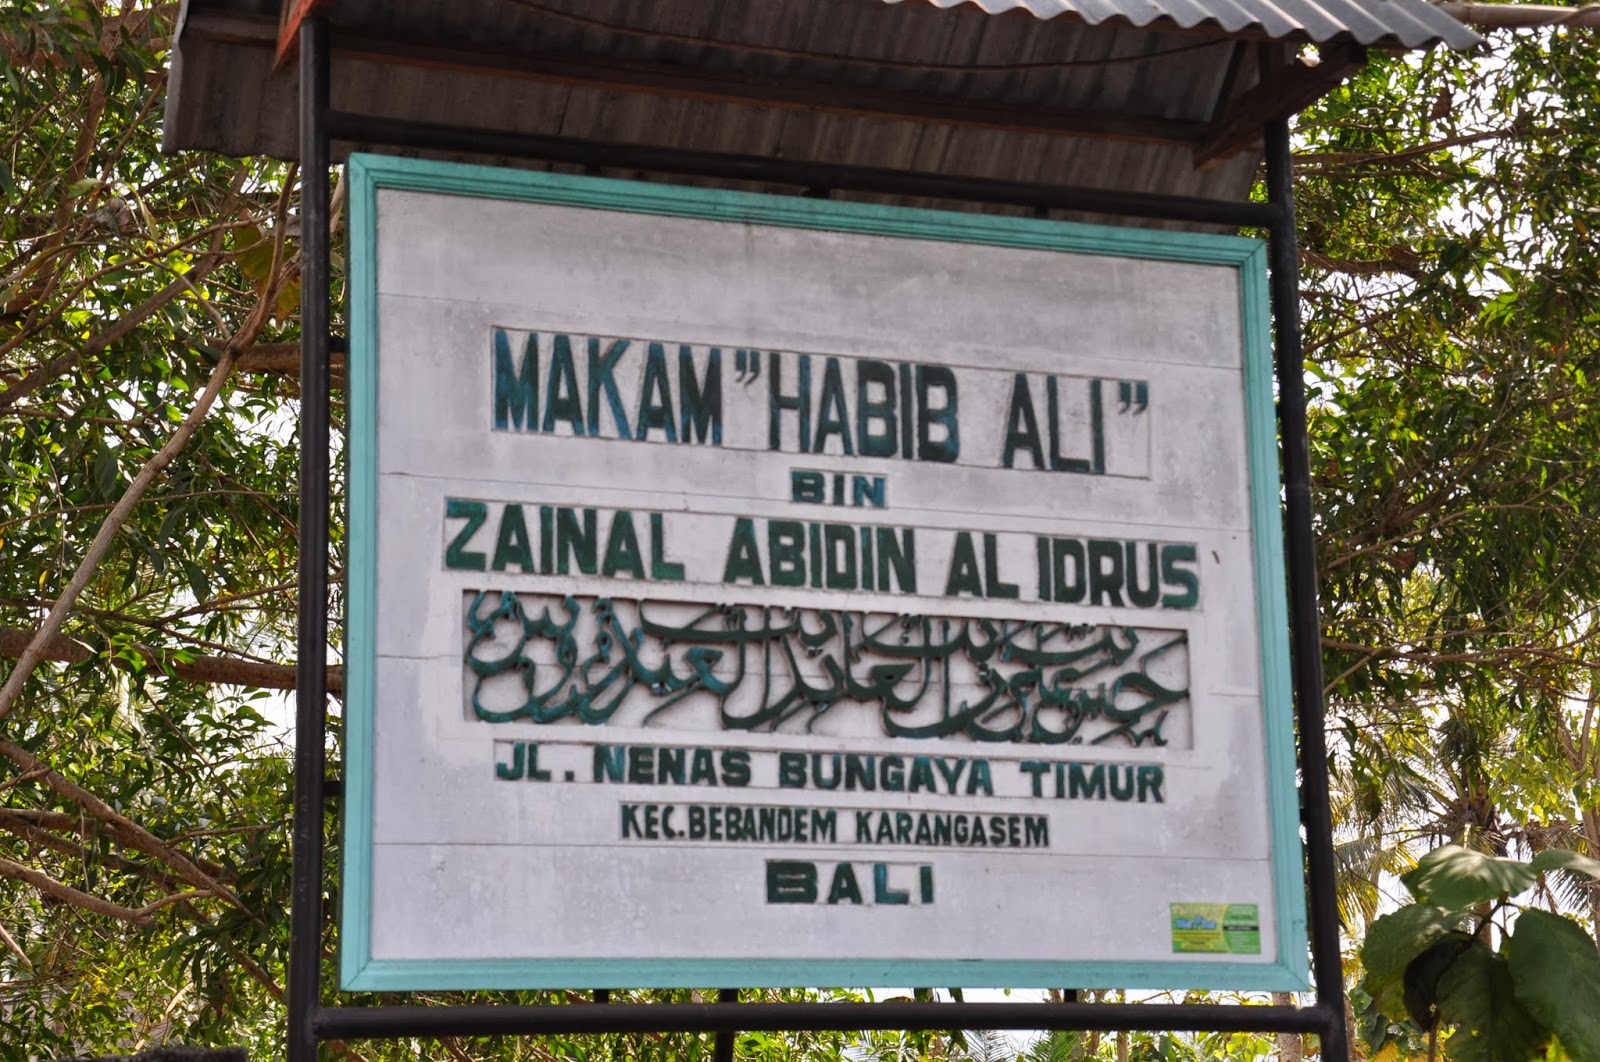 MAKAM "HABIB ALI"
BIN
ZAINAL ABIDIN AL IDRUS
JL. NENAS BUNGAYA TIMUR
KEC.BEBANDEM KARANGASEM
BALI